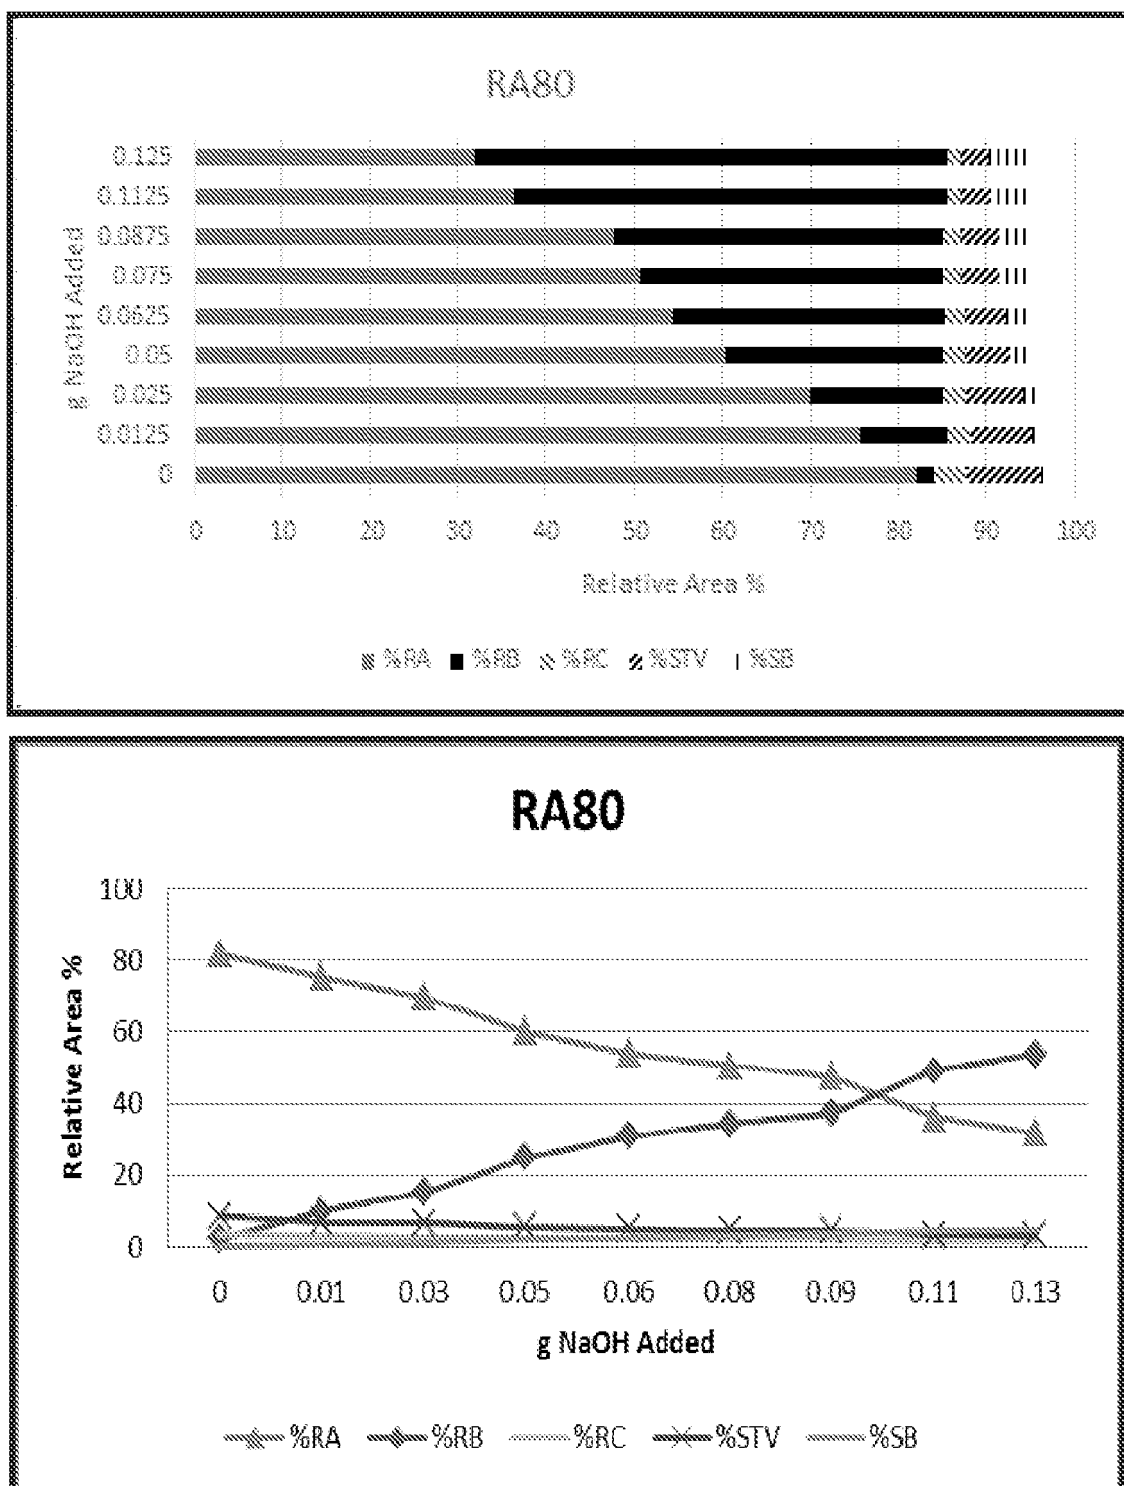 RA80
g NaOH Added
0.125
0.1125
0.0875
0.075
0.0625
0.05
0.025
0.0125
0
0 10 20 30 40 50 60 70 80 90 100
Relative Area %
%RA %RB %RC %STV %SB
RA80
Relative Area %
100
80
60
40
20
0
0 0.01 0.03 0.05 0.06 0.08 0.09 0.11 0.13
g NaOH Added
%RA %RB %RC %STV %SB